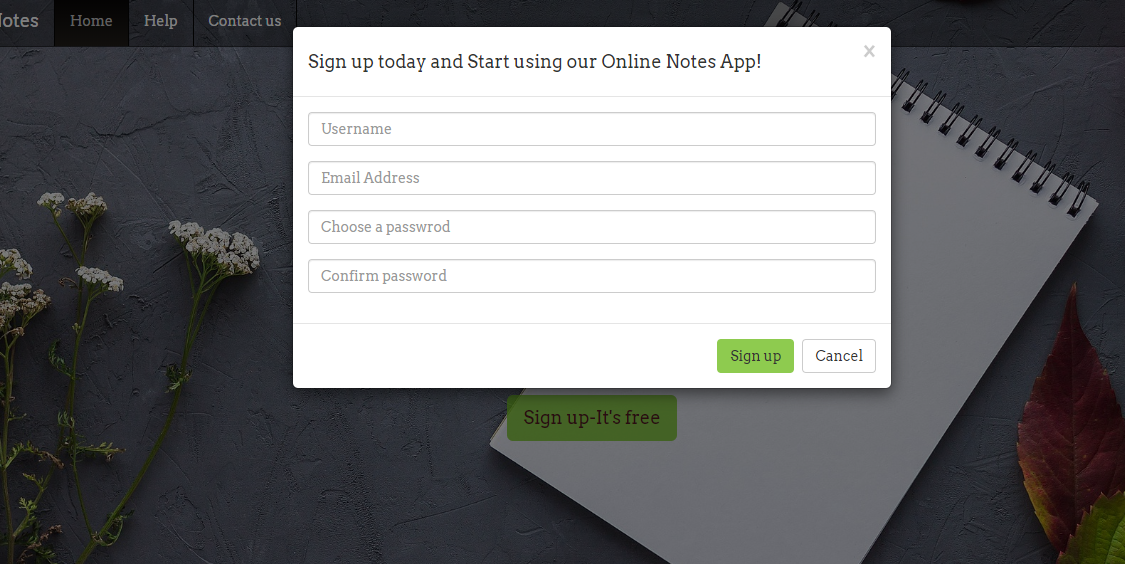 Notes Home Help Contact us
Sign up today and Start using our Online Notes App!
×
Username
Email Address
Choose a passwrod
Confirm password
Sign up Cancel
Sign up-It's free